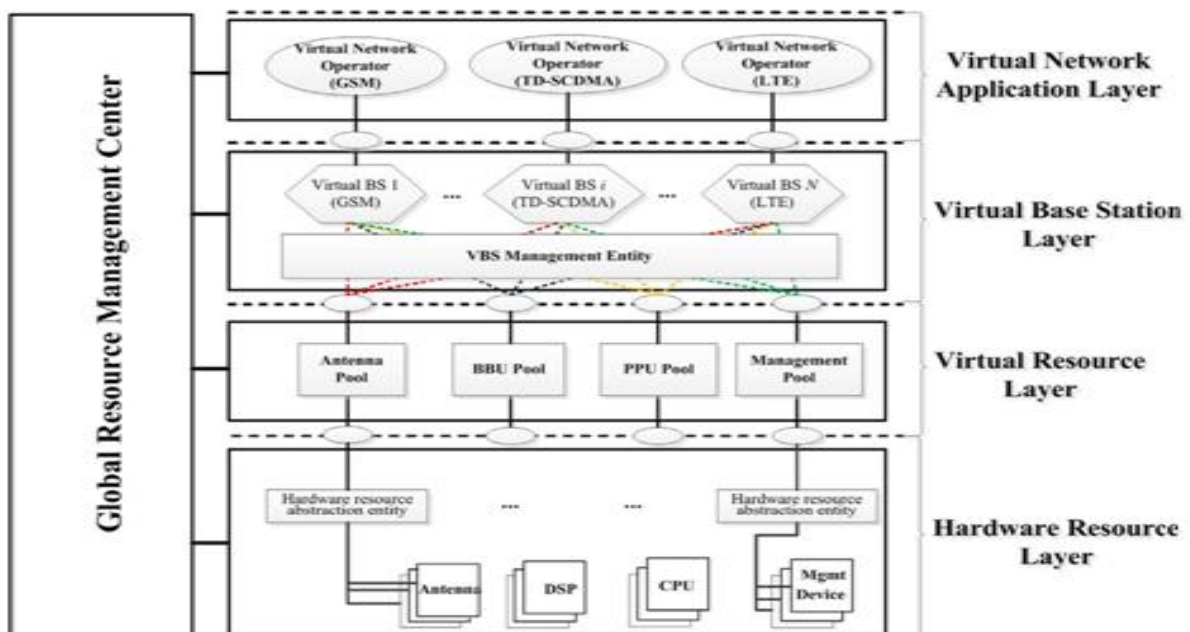 Global Resource Management Center
Virtual Network
Operator
(GSM)
Virtual Network
Operator
(TD-SCDMA)
Virtual Network
Operator
(LTE)
Virtual Network
Application Layer
Virtual BS 1
(GSM)
...
Virtual BS i
(TD-SCDMA)
...
Virtual BS N
(LTE)
VBS Management Entity
Virtual Base Station
Layer
Antenna
Pool
BBU Pool
PPU Pool
Management
Pool
Virtual Resource
Layer
Hardware resource
abstraction entity
...
...
Hardware resource
abstraction entity
Antenna
DSP
CPU
Mgmt
Device
Hardware Resource
Layer